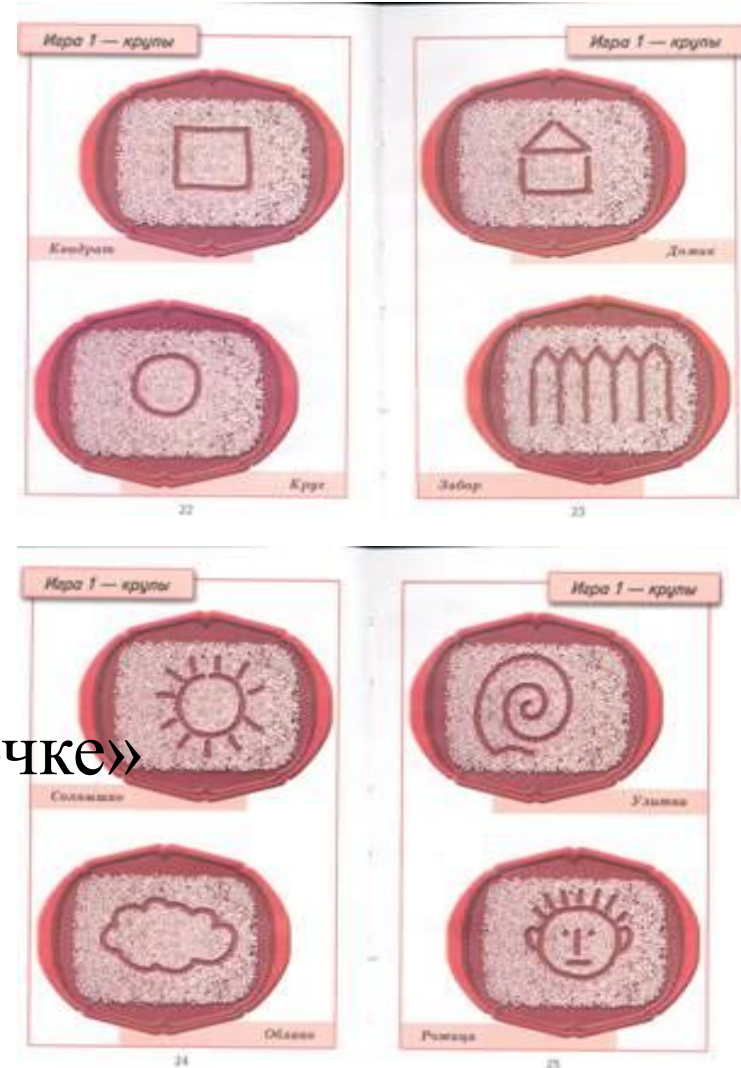 Игра 1 — крупы
Игра 1 — крупы
Квадрат
Домик
Круг
Забор
22
23
Игра 1 — крупы
Игра 1 — крупы
чке»
Солнышко
Улитка
Облако
Рожица
24
25